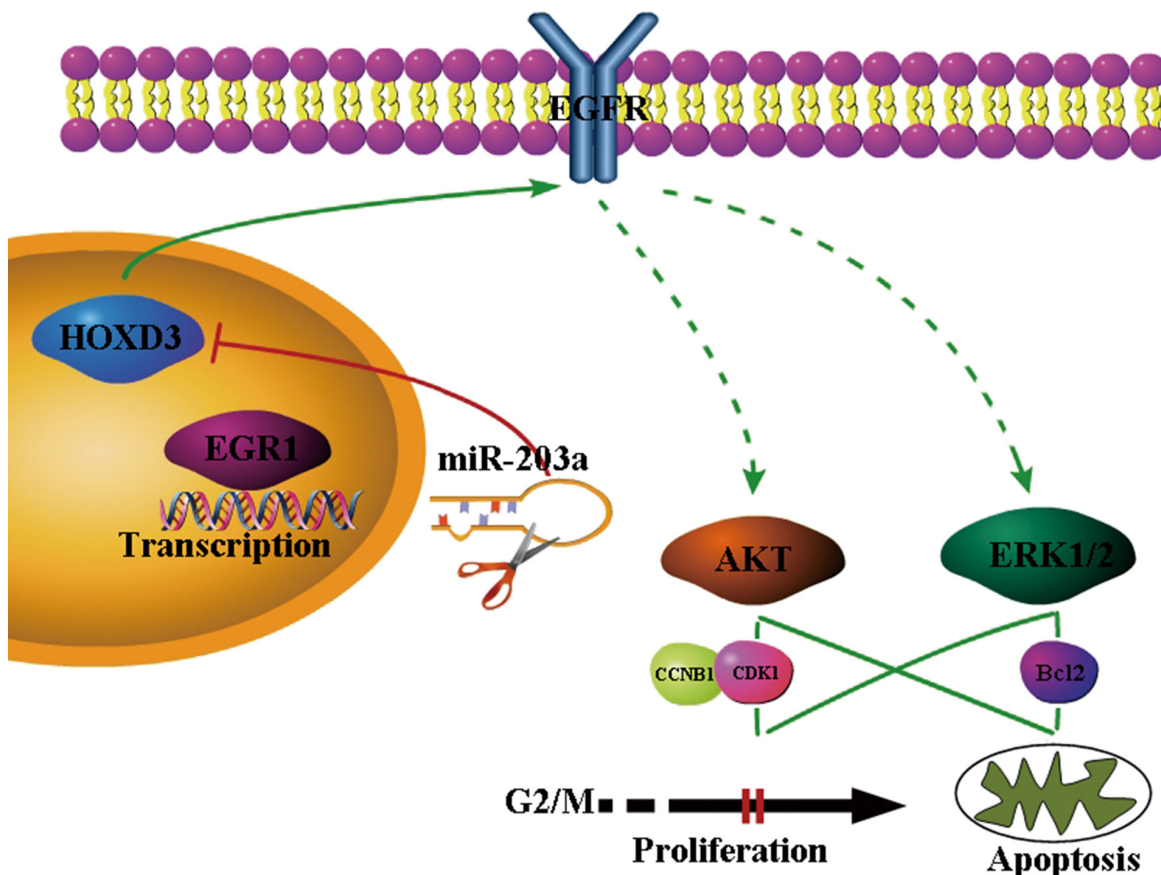 EGFR
HOXD3
EGR1
miR-203a
Transcription
AKT
ERK1/2
CCNB1
CDK1
Bcl2
G2/M
Proliferation
Apoptosis